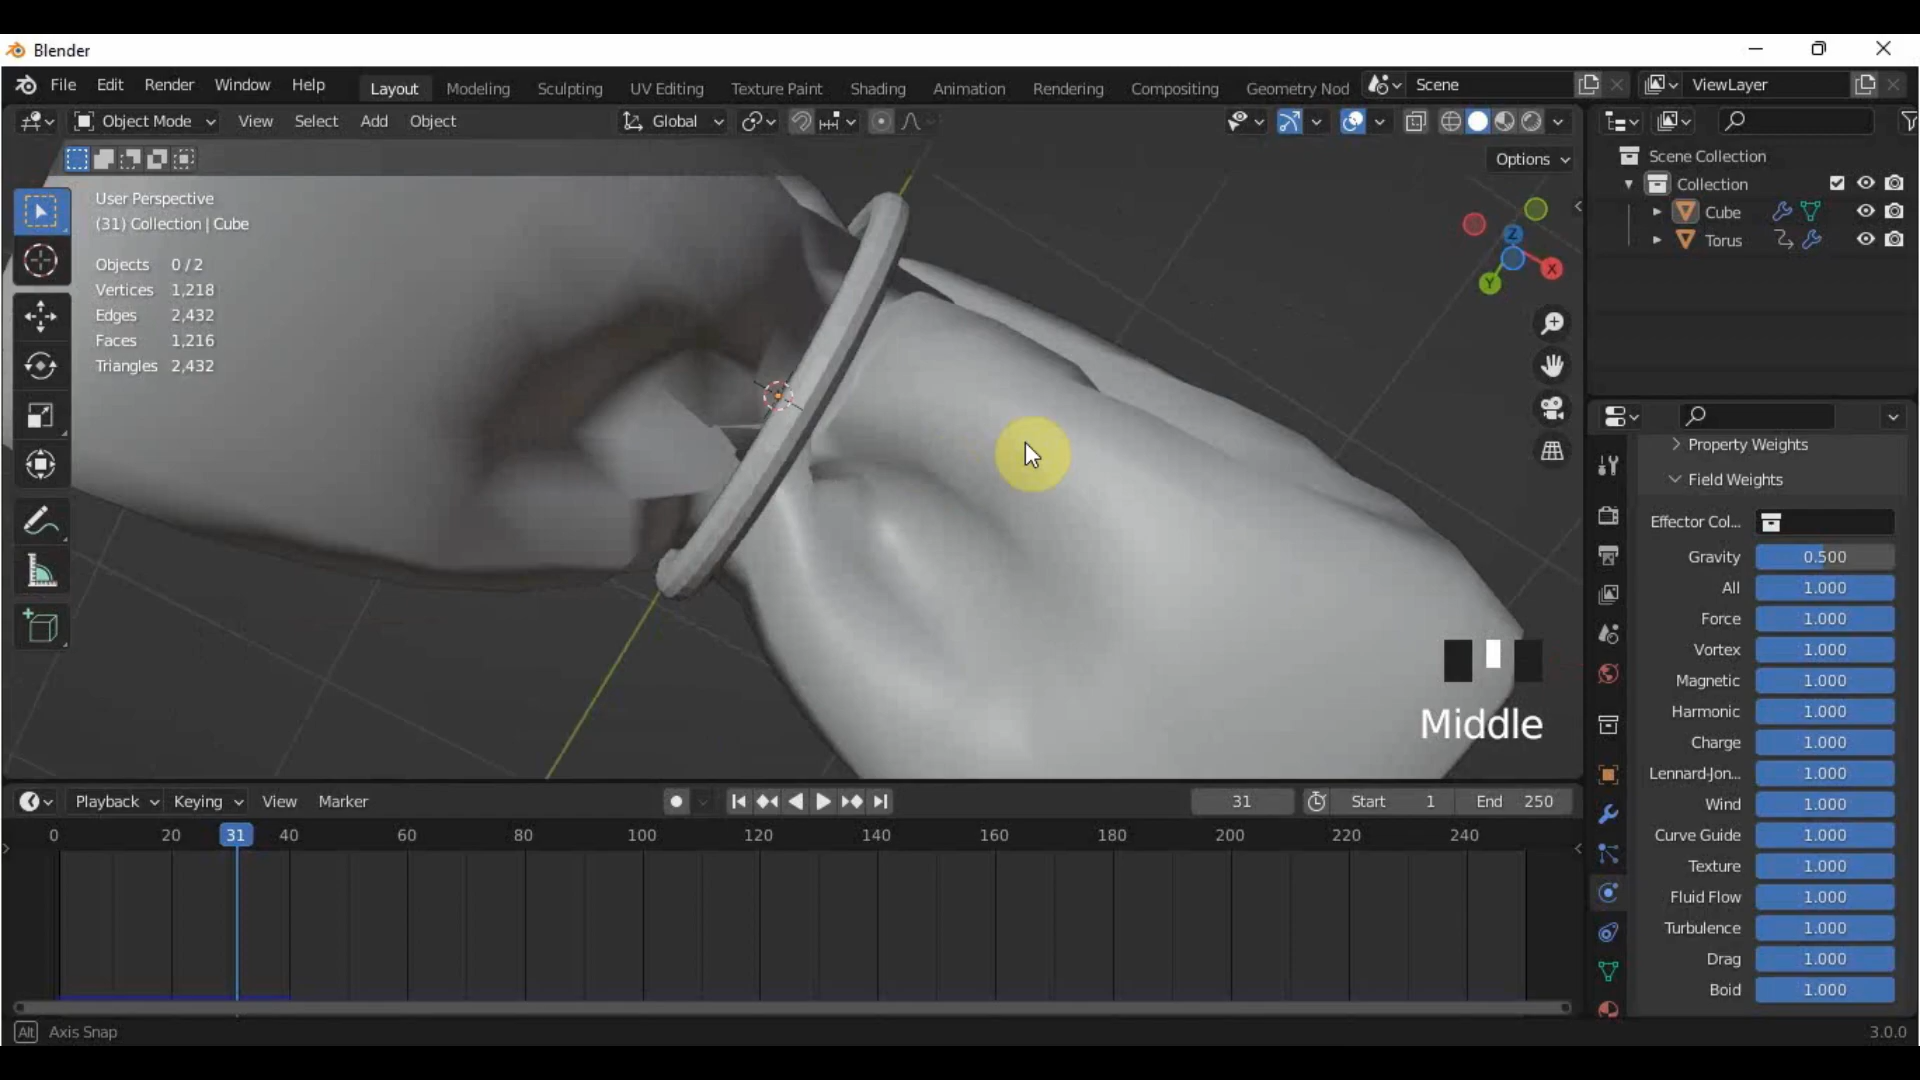 Blender
File Edit Render Window Help Layout Modeling Sculpting UV Editing Texture Paint Shading Animation Rendering Compositing Geometry Nod Scene ViewLayer
Object Mode View Select Add Object Global
Options
User Perspective
(31) Collection | Cube
Objects 0/2
Vertices 1,218
Edges 2,432
Faces 1,216
Triangles 2,432
Z
X
Y
Middle
Scene Collection
Collection
Cube
Torus
Property Weights
Field Weights
Effector Col...
Gravity 0.500
All 1.000
Force 1.000
Vortex 1.000
Magnetic 1.000
Harmonic 1.000
Charge 1.000
Lennard-Jon... 1.000
Wind 1.000
Curve Guide 1.000
Texture 1.000
Fluid Flow 1.000
Turbulence 1.000
Drag 1.000
Boid 1.000
Playback Keying View Marker 31 Start 1 End 250
0 20 31 40 60 80 100 120 140 160 180 200 220 240
Alt Axis Snap
3.0.0